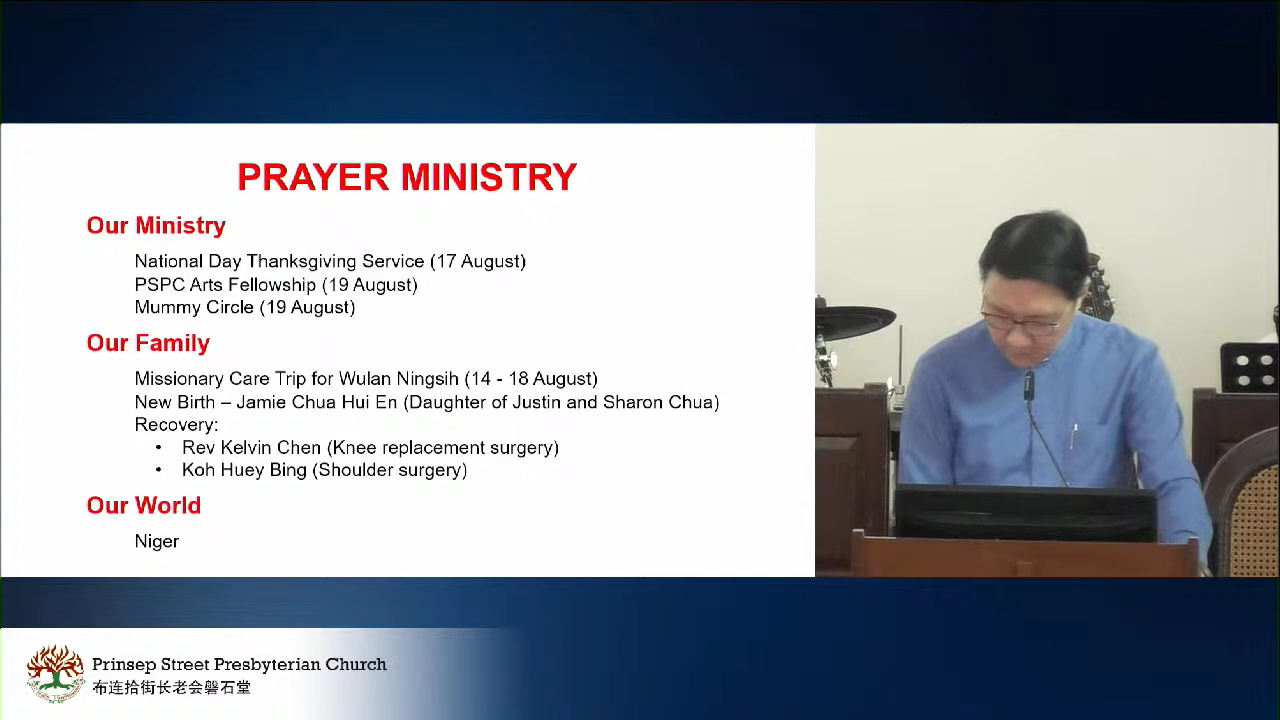 PRAYER MINISTRY
Our Ministry
National Day Thanksgiving Service (17 August)
PSPC Arts Fellowship (19 August)
Mummy Circle (19 August)
Our Family
Missionary Care Trip for Wulan Ningsih (14 - 18 August)
New Birth – Jamie Chua Hui En (Daughter of Justin and Sharon Chua)
Recovery:
• Rev Kelvin Chen (Knee replacement surgery)
• Koh Huey Bing (Shoulder surgery)
Our World
Niger
Prinsep Street Presbyterian Church
布连拾街长老会磐石堂